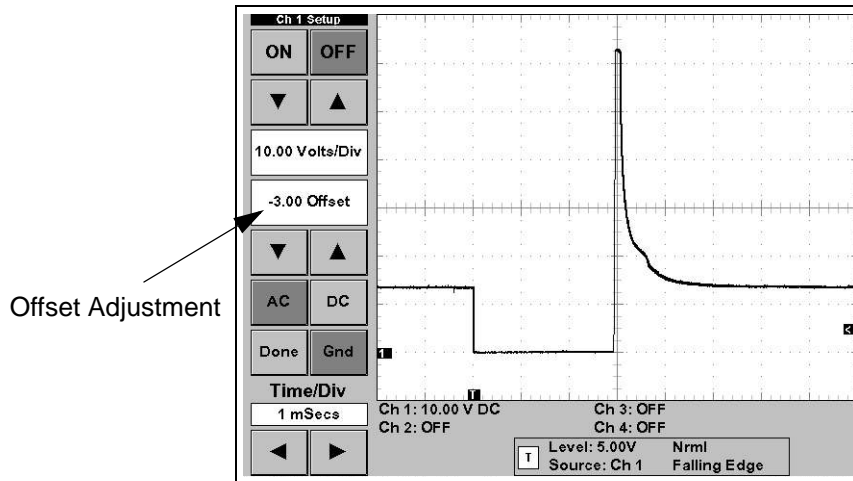 Ch 1 Setup
ON OFF
10.00 Volts/Div
-3.00 Offset
Offset Adjustment
AC DC
Done Gnd
1
Time/Div
1 mSecs
T
Ch 1: 10.00 V DC Ch 3: OFF
Ch 2: OFF Ch 4: OFF
T Level: 5.00V Nrml
Source: Ch 1 Falling Edge